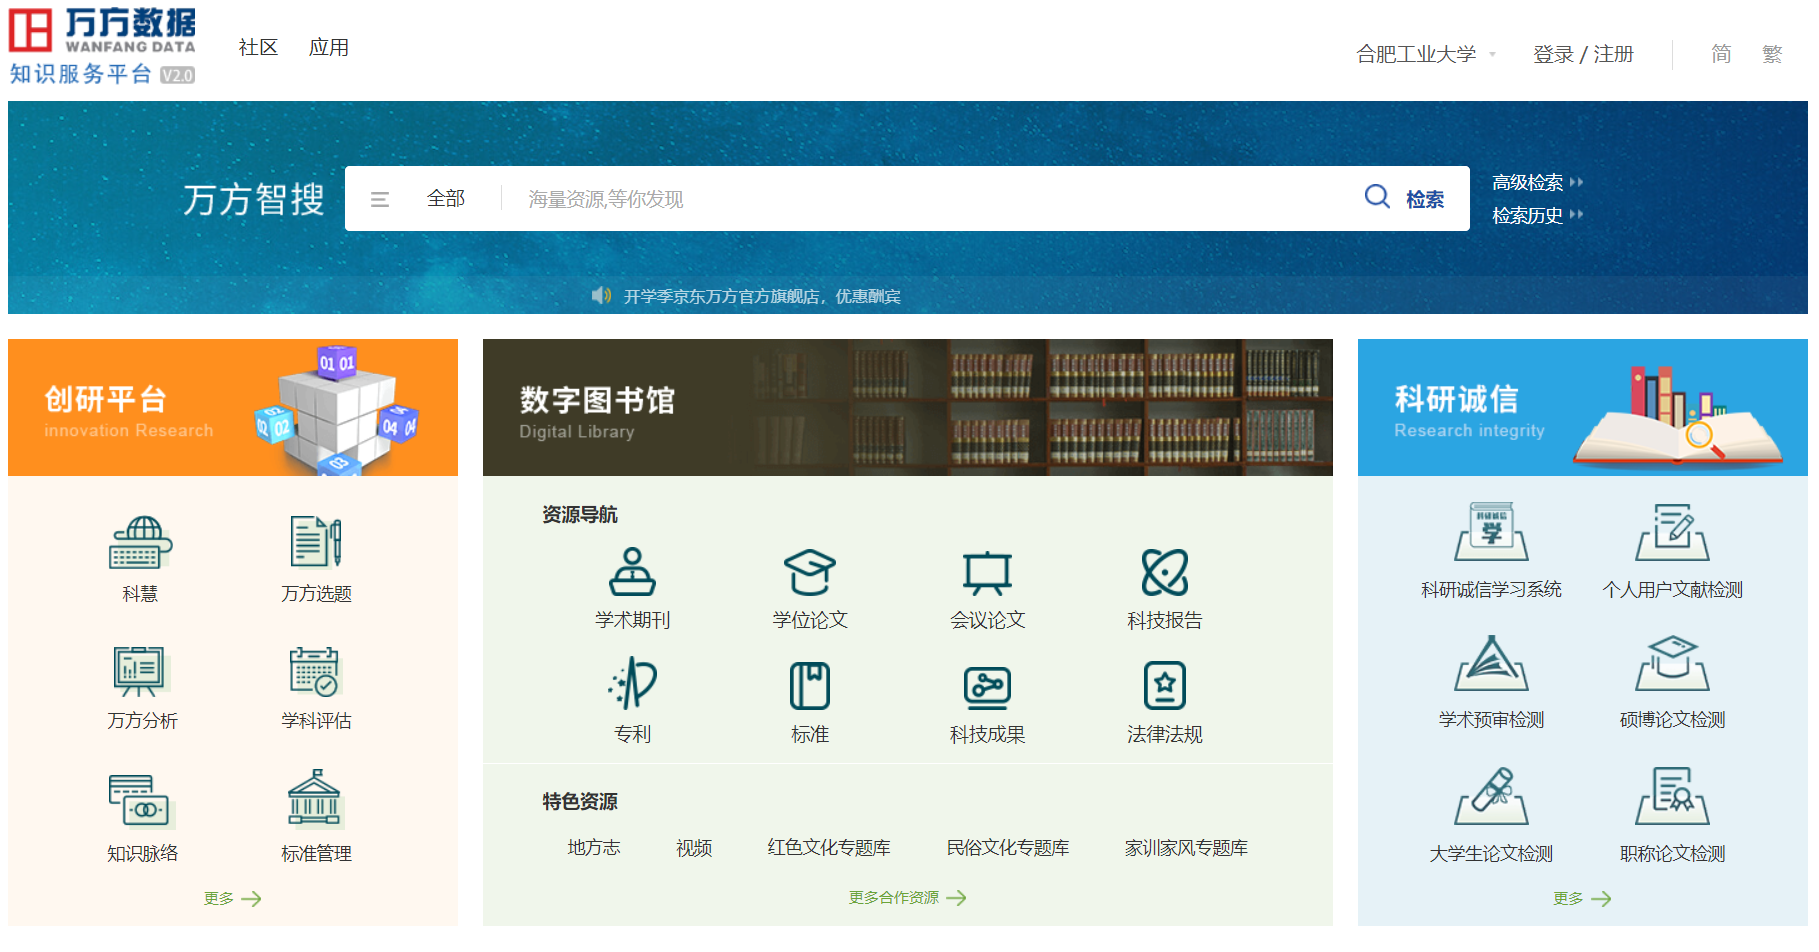 万方数据
WANFANG DATA
知识服务平台 V2.0
社区 应用
合肥工业大学 登录 / 注册 简 繁
万方智搜 全部 海量资源,等你发现 检索
高级检索
检索历史
开学季京东万方官方旗舰店，优惠酬宾
创研平台
innovation Research
01 01
02 02
04 04
03
科慧 万方选题
万方分析 学科评估
知识脉络 标准管理
更多
数字图书馆
Digital Library
资源导航
学术期刊 学位论文 会议论文 科技报告
专利 标准 科技成果 法律法规
特色资源
地方志 视频 红色文化专题库 民俗文化专题库 家训家风专题库
更多合作资源
科研诚信
Research integrity
科研诚信
学
科研诚信学习系统 个人用户文献检测
学术预审检测 硕博论文检测
大学生论文检测 职称论文检测
更多